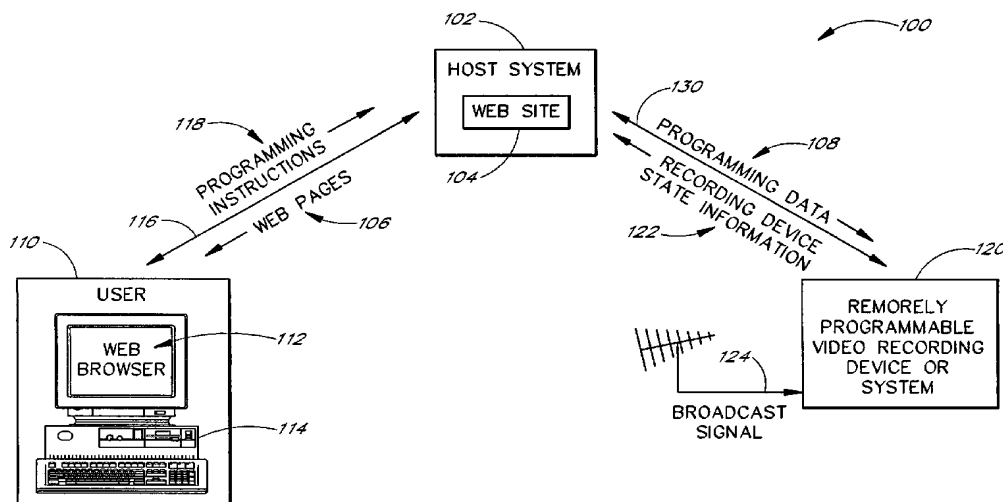 102
100
HOST SYSTEM
WEB SITE
104
130
118
PROGRAMMING
INSTRUCTIONS
116
WEB PAGES
106
PROGRAMMING DATA
108
RECORDING DEVICE
STATE INFORMATION
122
110
USER
WEB
BROWSER
112
114
120
REMORELY
PROGRAMMABLE
VIDEO RECORDING
DEVICE OR
SYSTEM
124
BROADCAST
SIGNAL